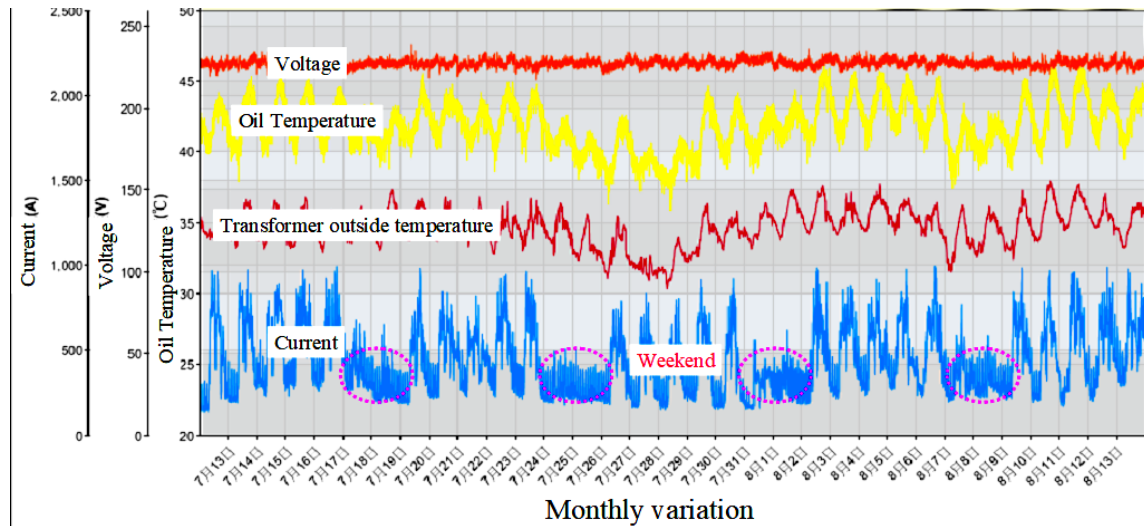 2,500
2,000
1,500
1,000
500
0
Current (A)
250
200
150
100
50
0
Voltage (V)
50
45
40
35
30
25
20
Oil Temperature (℃)
Voltage
Oil Temperature
Transformer outside temperature
Current
Weekend
7月13日
7月14日
7月15日
7月16日
7月17日
7月18日
7月19日
7月20日
7月21日
7月22日
7月23日
7月24日
7月25日
7月26日
7月27日
7月28日
7月29日
7月30日
7月31日
8月1日
8月2日
8月3日
8月4日
8月5日
8月6日
8月7日
8月8日
8月9日
8月10日
8月11日
8月12日
8月13日
Monthly variation